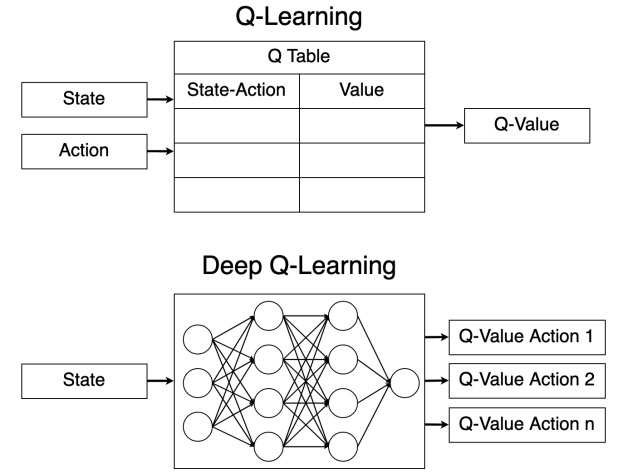 Q-Learning
Q Table
State-Action
Value
State
Action
Q-Value
Deep Q-Learning
State
Q-Value Action 1
Q-Value Action 2
Q-Value Action n